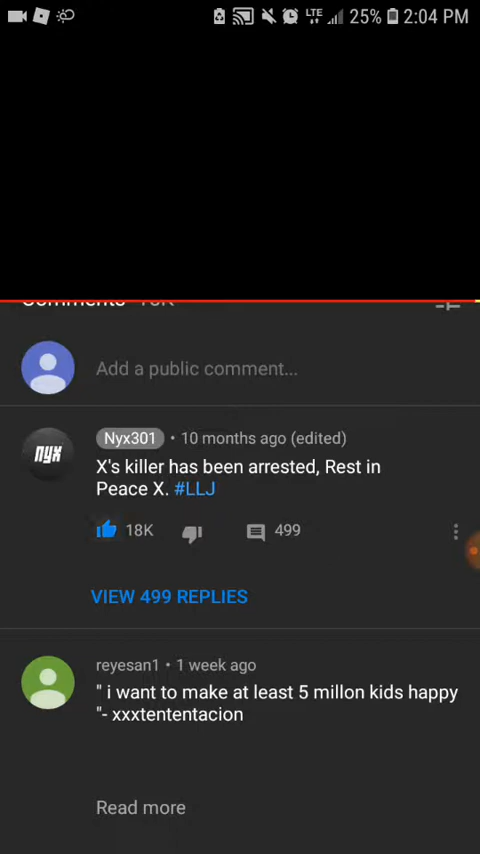 LTE 25% 2:04 PM
Comments
Add a public comment...
nyx
Nyx301 • 10 months ago (edited)
X's killer has been arrested, Rest in
Peace X. #LLJ
18K 499
VIEW 499 REPLIES
reyesan1 • 1 week ago
" i want to make at least 5 millon kids happy
"- xxxtententacion
Read more